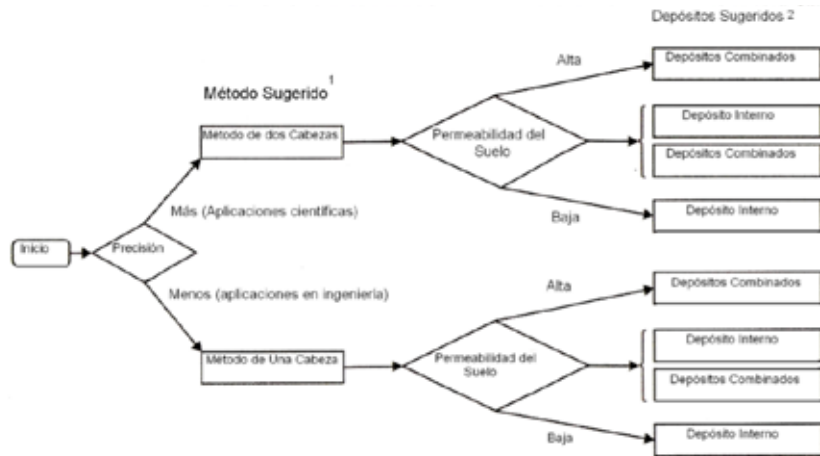 Depósitos Sugeridos 2
Alta
Depósitos Combinados
Método Sugerido 1
Método de dos Cabezas
Permeabilidad del
Suelo
Depósito Interno
Depósitos Combinados
Más (Aplicaciones científicas)
Baja
Depósito Interno
Inicio
Precisión
Menos (aplicaciones en ingeniería)
Alta
Depósitos Combinados
Método de Una Cabeza
Permeabilidad del
Suelo
Depósito Interno
Depósitos Combinados
Baja
Depósito Interno